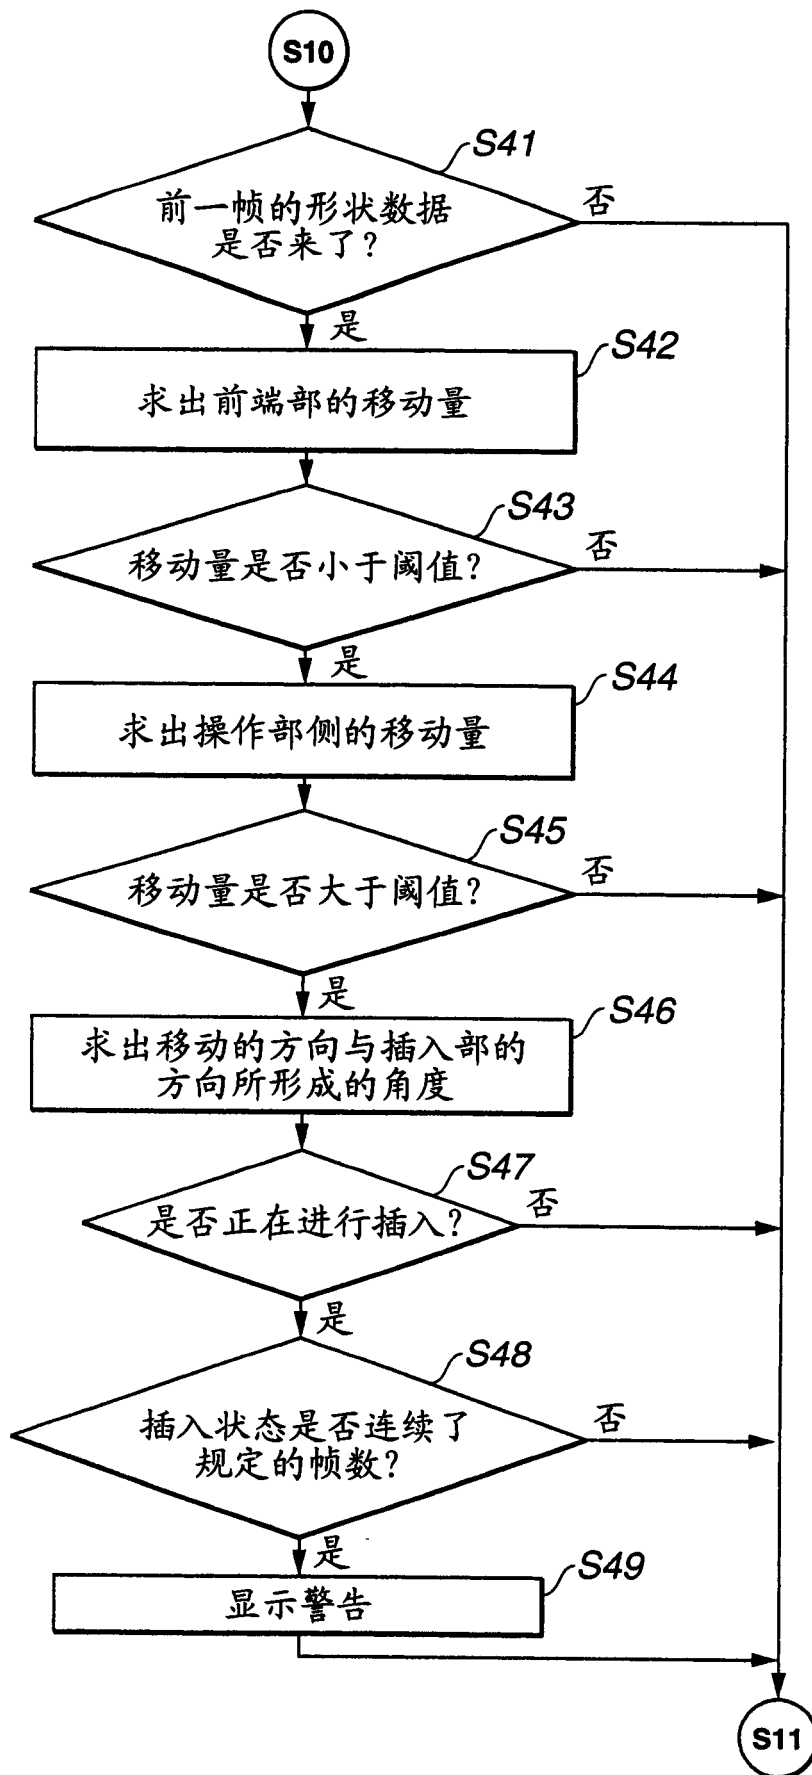 S10
S41
前一帧的形状数据
是否来了?
否
是
S42
求出前端部的移动量
S43
移动量是否小于阈值?
否
是
S44
求出操作部侧的移动量
S45
移动量是否大于阈值?
否
是
S46
求出移动的方向与插入部的
方向所形成的角度
S47
是否正在进行插入?
否
是
S48
插入状态是否连续了
规定的帧数?
否
是
S49
显示警告
S11